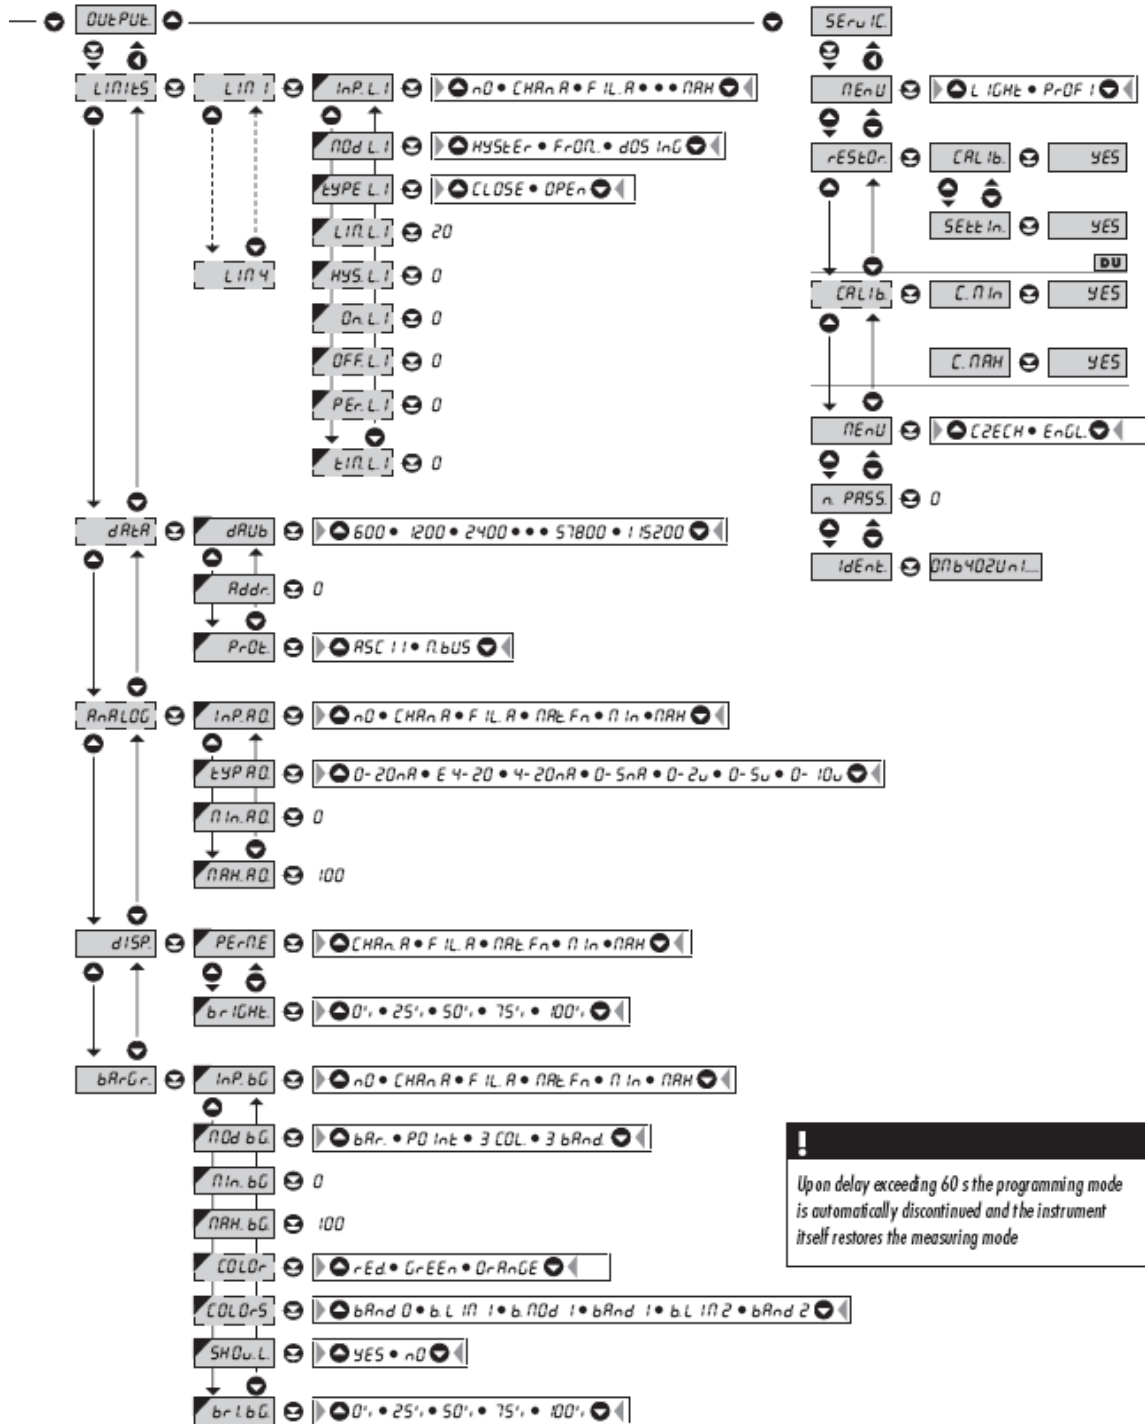 OUTPUT.
LIMITS
LIM 1
InP. L.1
nO • CHAn A • FIL. A • • • MAX
MOd L.1
HYSTEr • FrOM. • dOSInG
TYPE L.1
CLOSE • OPEn
LIM. L.1
20
LIM 4
HYS. L.1
0
On. L.1
0
OFF. L.1
0
PEr. L.1
0
tIM. L.1
0
dAtA
dAUb
600 • 1200 • 2400 • • • 57800 • 115200
Addr.
0
PrOt.
ASCII • M.bUS
AnALOG
InP. AO.
nO • CHAn A • FIL. A • MAt.Fn • MIn • MAX
tYP AO.
0-20mA • E 4-20 • 4-20mA • 0-5mA • 0-2v • 0-5v • 0-10v
MIn. AO.
0
MAX. AO.
100
dISP.
PErM.E
CHAn. A • FIL. A • MAt.Fn • MIn • MAX
brIGHt.
0% • 25% • 50% • 75% • 100%
bArGr.
InP. bG
nO • CHAn A • FIL. A • MAt.Fn • MIn • MAX
MOd bG.
bAr. • POInt • 3 COL. • 3 bAnd.
MIn. bG
0
MAX. bG.
100
COLOr
rEd. • GrEEn • OrAnGE
COLOrS
bAnd 0 • b.LIM 1 • b.MOd 1 • bAnd 1 • b.LIM 2 • bAnd 2
SHOv. L.
YES • nO
brI.bG.
0% • 25% • 50% • 75% • 100%
SErvIC.
MEnU
LIGHt • PrOFI
rEStOr.
CALIb.
YES
SEttIn.
YES
DU
CALIb.
C. MIn
YES
C. MAX
YES
MEnU
CZECH • EnGL.
n. PASS.
0
IdEnt.
OMb402UnI...
!
Upon delay exceeding 60 s the programming mode
is automatically discontinued and the instrument
itself restores the measuring mode